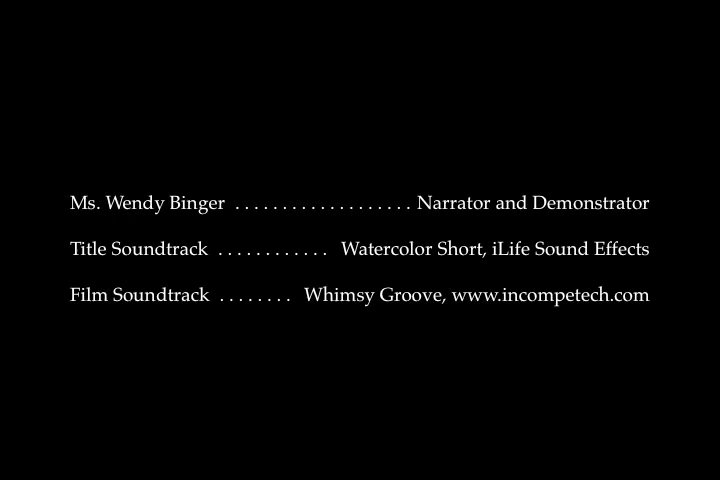 Ms. Wendy Binger . . . . . . . . . . . . . . . . . . . Narrator and Demonstrator
Title Soundtrack . . . . . . . . . . . . Watercolor Short, iLife Sound Effects
Film Soundtrack . . . . . . . . Whimsy Groove, www.incompetech.com